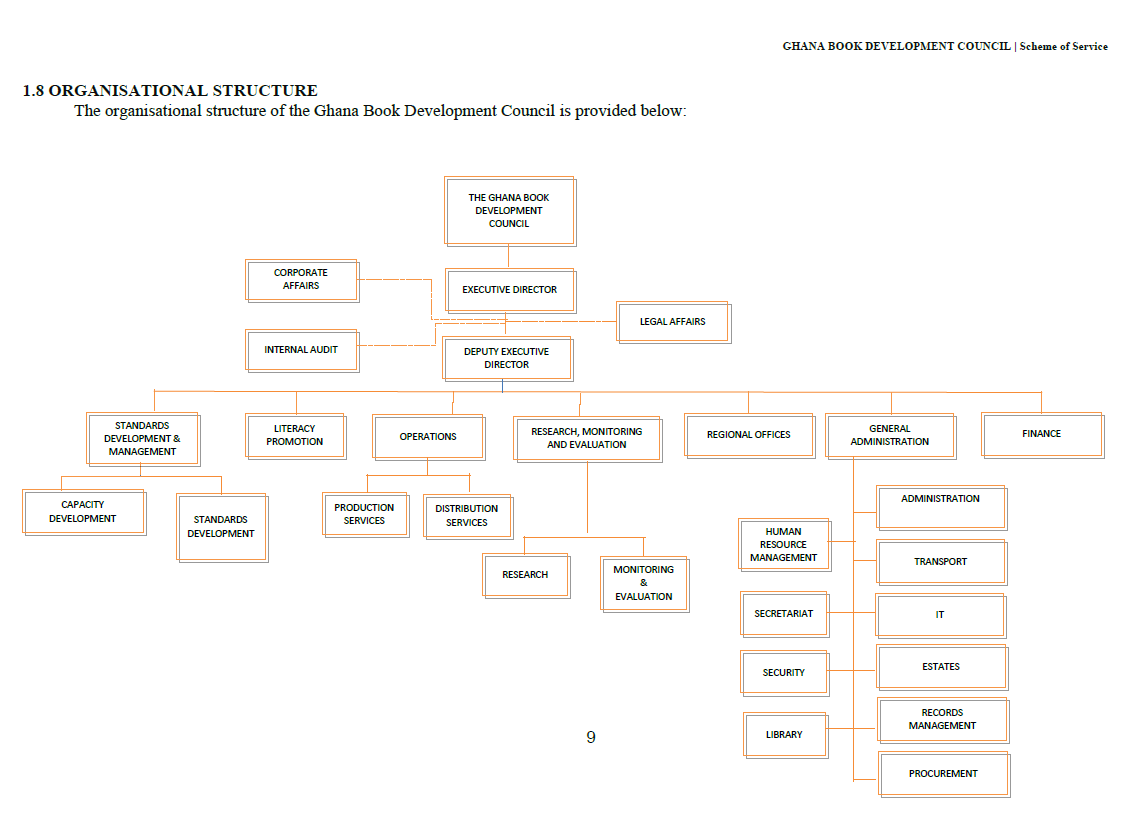 GHANA BOOK DEVELOPMENT COUNCIL | Scheme of Service
1.8 ORGANISATIONAL STRUCTURE
The organisational structure of the Ghana Book Development Council is provided below:
THE GHANA BOOK
DEVELOPMENT
COUNCIL
CORPORATE
AFFAIRS
EXECUTIVE DIRECTOR
LEGAL AFFAIRS
INTERNAL AUDIT
DEPUTY EXECUTIVE
DIRECTOR
STANDARDS
DEVELOPMENT &
MANAGEMENT
LITERACY
PROMOTION
OPERATIONS
RESEARCH, MONITORING
AND EVALUATION
REGIONAL OFFICES
GENERAL
ADMINISTRATION
FINANCE
CAPACITY
DEVELOPMENT
STANDARDS
DEVELOPMENT
PRODUCTION
SERVICES
DISTRIBUTION
SERVICES
RESEARCH
MONITORING
&
EVALUATION
ADMINISTRATION
HUMAN
RESOURCE
MANAGEMENT
TRANSPORT
SECRETARIAT
IT
SECURITY
ESTATES
LIBRARY
RECORDS
MANAGEMENT
PROCUREMENT
9